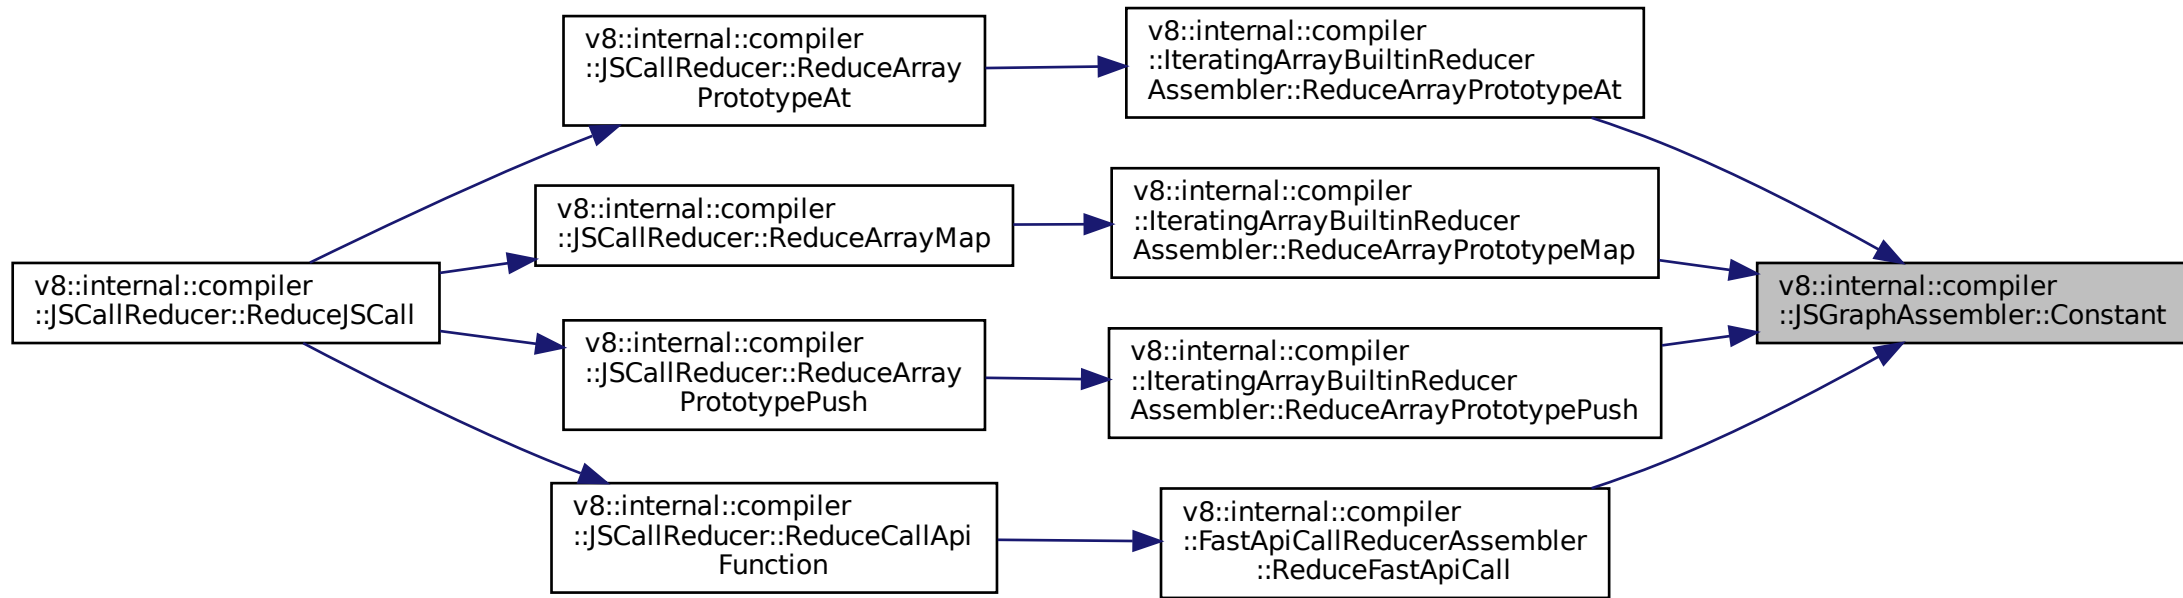 v8::internal::compiler
::JSCallReducer::ReduceJSCall
v8::internal::compiler
::JSCallReducer::ReduceArray
PrototypeAt
v8::internal::compiler
::JSCallReducer::ReduceArrayMap
v8::internal::compiler
::JSCallReducer::ReduceArray
PrototypePush
v8::internal::compiler
::JSCallReducer::ReduceCallApi
Function
v8::internal::compiler
::IteratingArrayBuiltinReducer
Assembler::ReduceArrayPrototypeAt
v8::internal::compiler
::IteratingArrayBuiltinReducer
Assembler::ReduceArrayPrototypeMap
v8::internal::compiler
::IteratingArrayBuiltinReducer
Assembler::ReduceArrayPrototypePush
v8::internal::compiler
::FastApiCallReducerAssembler
::ReduceFastApiCall
v8::internal::compiler
::JSGraphAssembler::Constant